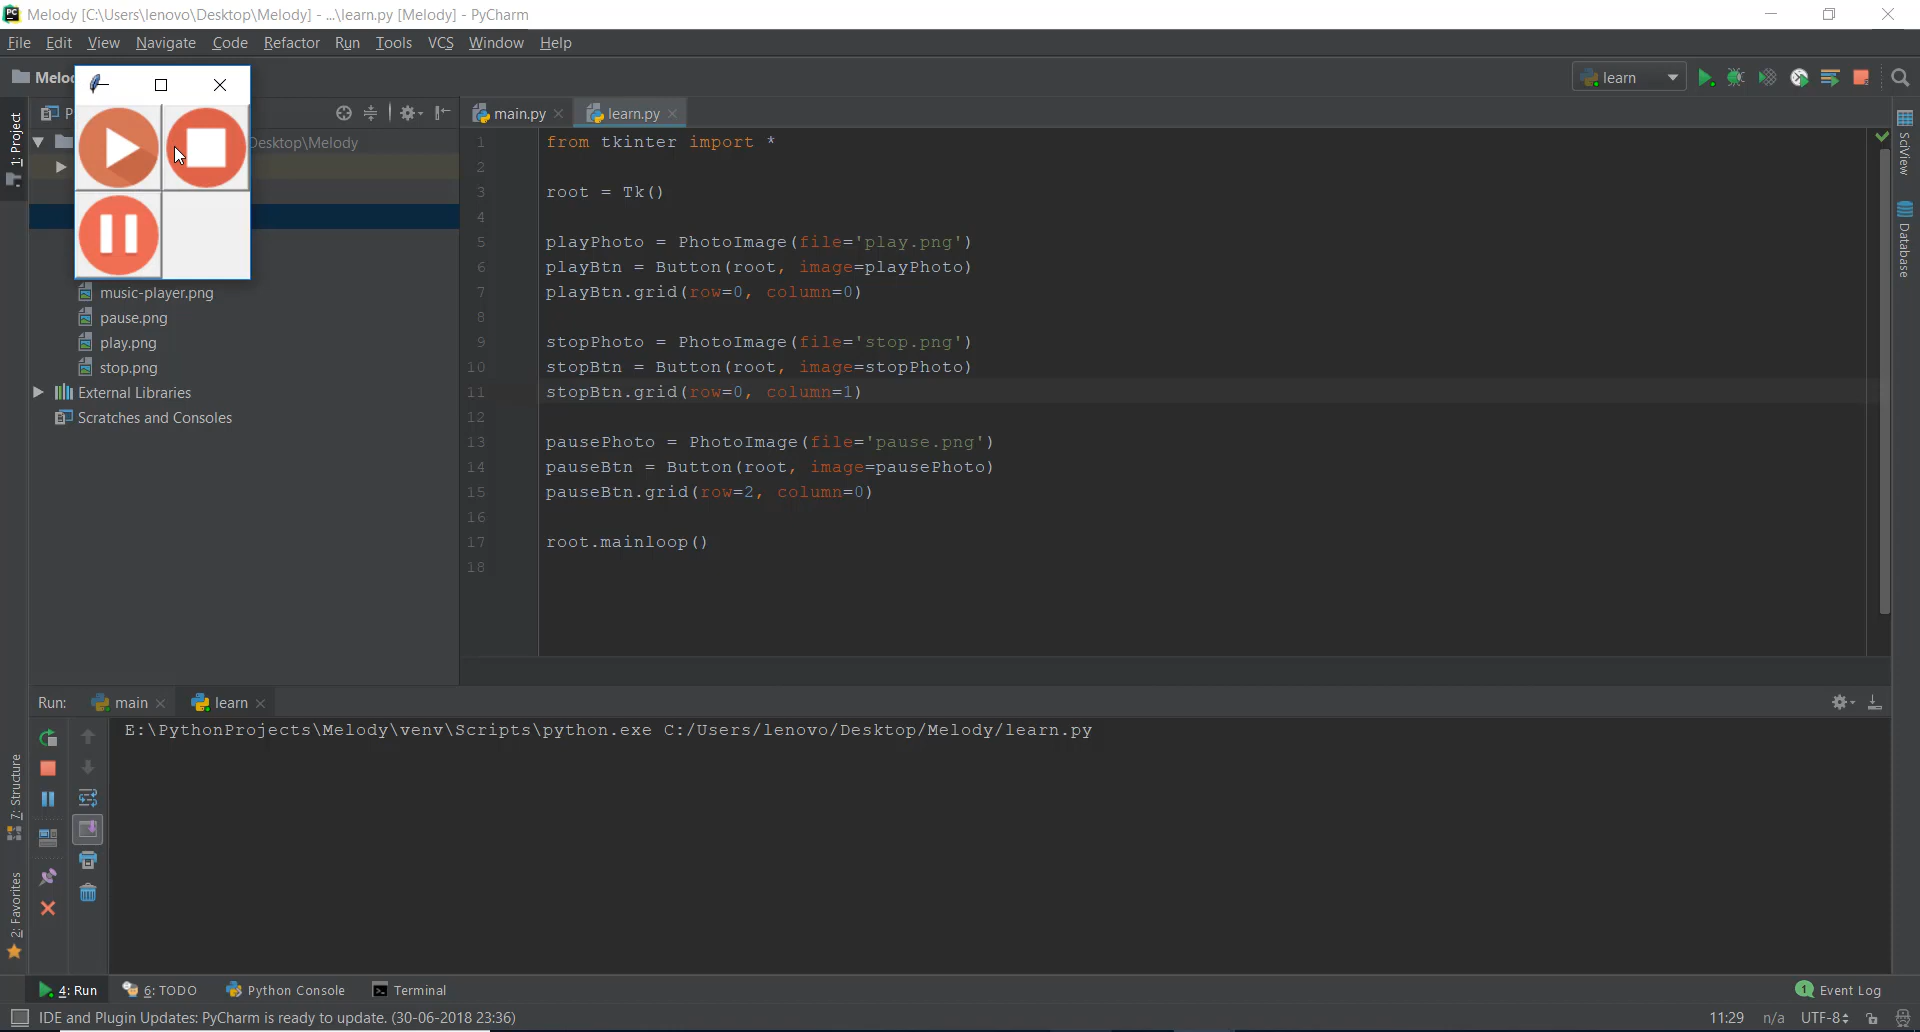 Melody [C:\Users\lenovo\Desktop\Melody] - ...\learn.py [Melody] - PyCharm
File Edit View Navigate Code Refactor Run Tools VCS Window Help
Meloc learn
1: Project
P
Desktop\Melody
music-player.png
pause.png
play.png
stop.png
External Libraries
Scratches and Consoles
main.py learn.py
1 from tkinter import *
2
3 root = Tk()
4
5 playPhoto = PhotoImage(file='play.png')
6 playBtn = Button(root, image=playPhoto)
7 playBtn.grid(row=0, column=0)
8
9 stopPhoto = PhotoImage(file='stop.png')
10 stopBtn = Button(root, image=stopPhoto)
11 stopBtn.grid(row=0, column=1)
12
13 pausePhoto = PhotoImage(file='pause.png')
14 pauseBtn = Button(root, image=pausePhoto)
15 pauseBtn.grid(row=2, column=0)
16
17 root.mainloop()
18
SciView
Database
Run: main learn
E:\PythonProjects\Melody\venv\Scripts\python.exe C:/Users/lenovo/Desktop/Melody/learn.py
7: Structure
2: Favorites
4: Run 6: TODO Python Console Terminal 1 Event Log
IDE and Plugin Updates: PyCharm is ready to update. (30-06-2018 23:36) 11:29 n/a UTF-8